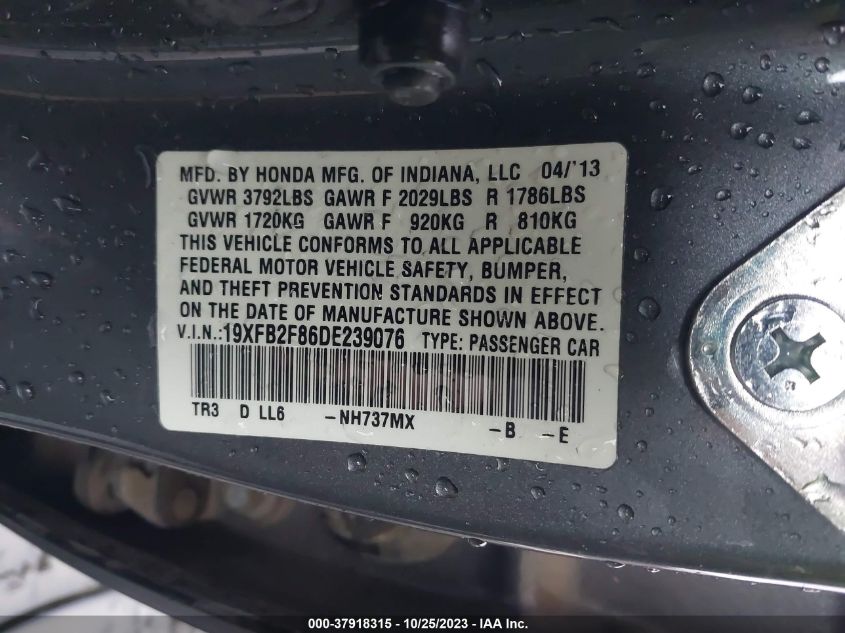 MFD. BY HONDA MFG. OF INDIANA, LLC 04/'13
GVWR 3792LBS GAWR F 2029LBS R 1786LBS
GVWR 1720KG GAWR F 920KG R 810KG
THIS VEHICLE CONFORMS TO ALL APPLICABLE
FEDERAL MOTOR VEHICLE SAFETY, BUMPER,
AND THEFT PREVENTION STANDARDS IN EFFECT
ON THE DATE OF MANUFACTURE SHOWN ABOVE.
V.I.N.:19XFB2F86DE239076 TYPE: PASSENGER CAR
TR3 D LL6 -NH737MX -B -E
000-37918315 - 10/25/2023 - IAA Inc.